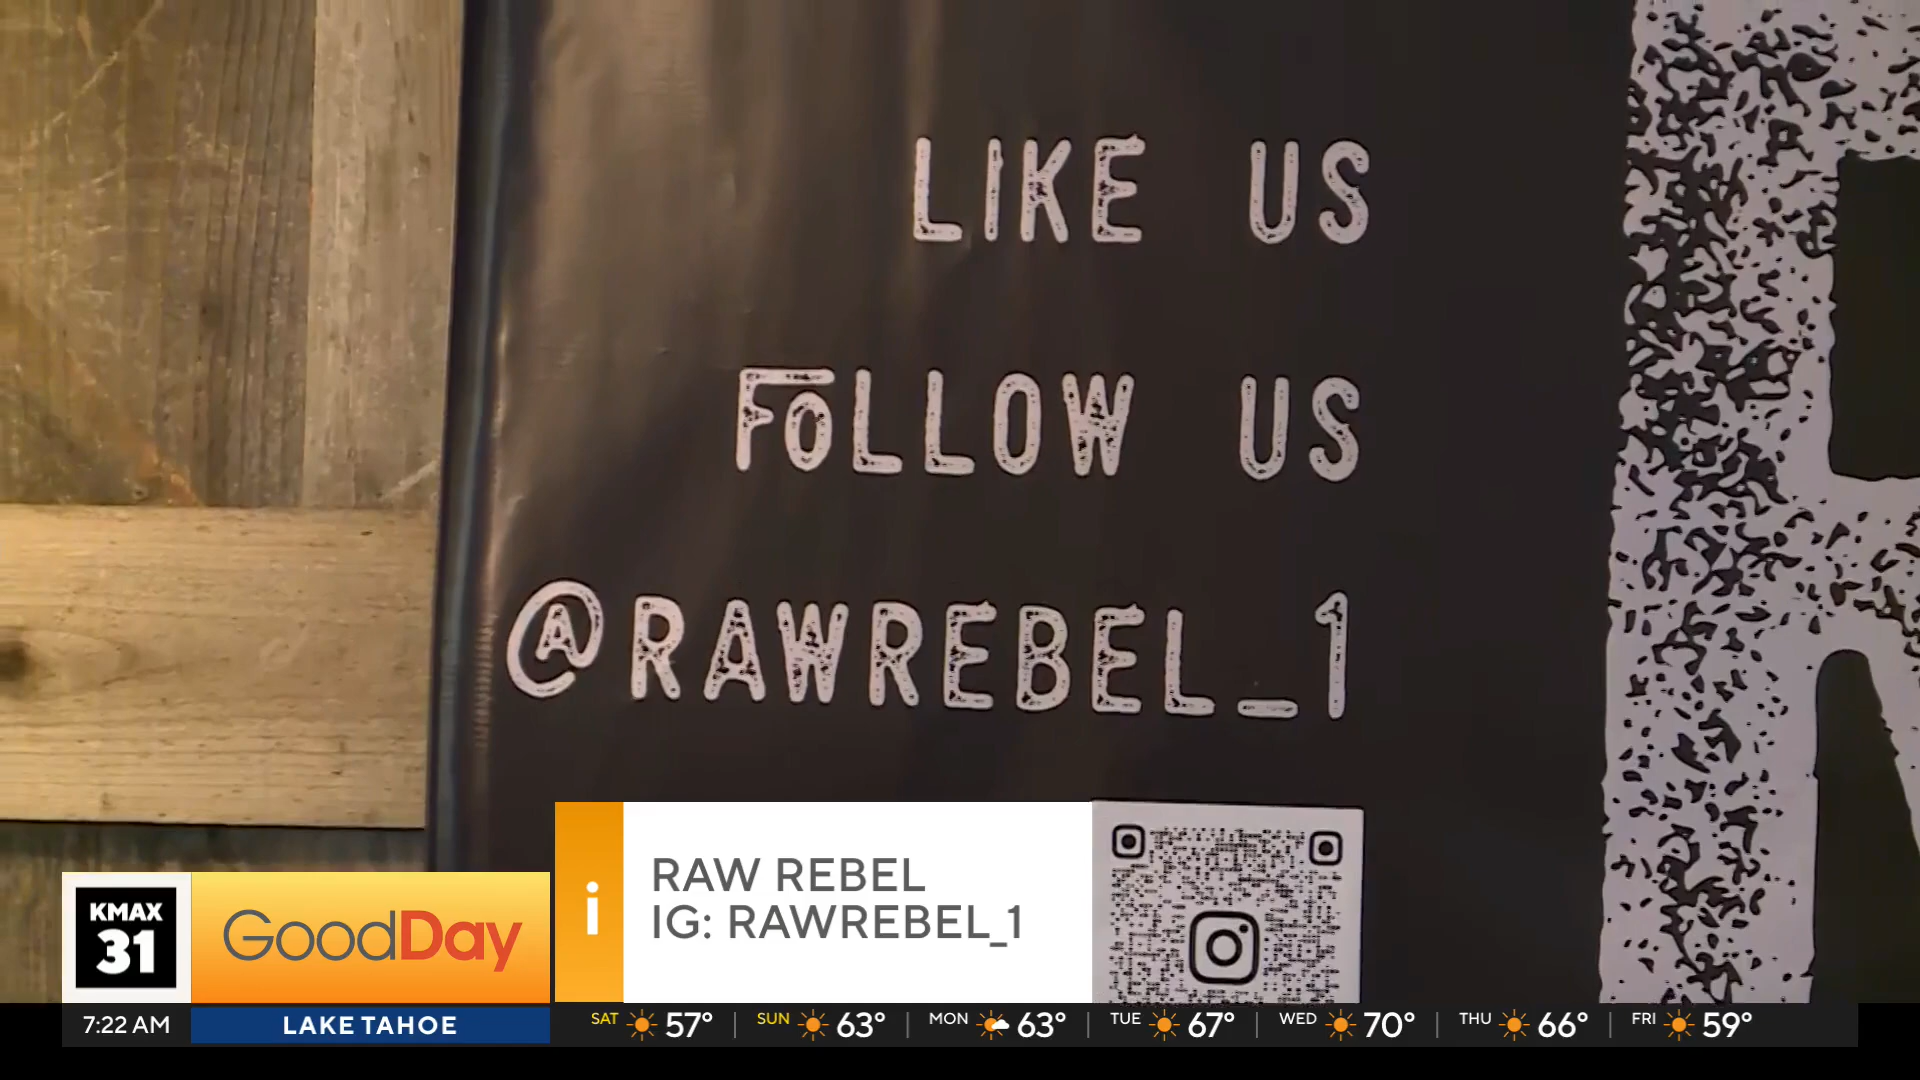 LIKE US
FOLLOW US
@RAWREBEL_1
RAW REBEL
IG: RAWREBEL_1
KMAX
31
GoodDay
i
7:22 AM
LAKE TAHOE
SAT 57° | SUN 63° | MON 63° | TUE 67° | WED 70° | THU 66° | FRI 59°